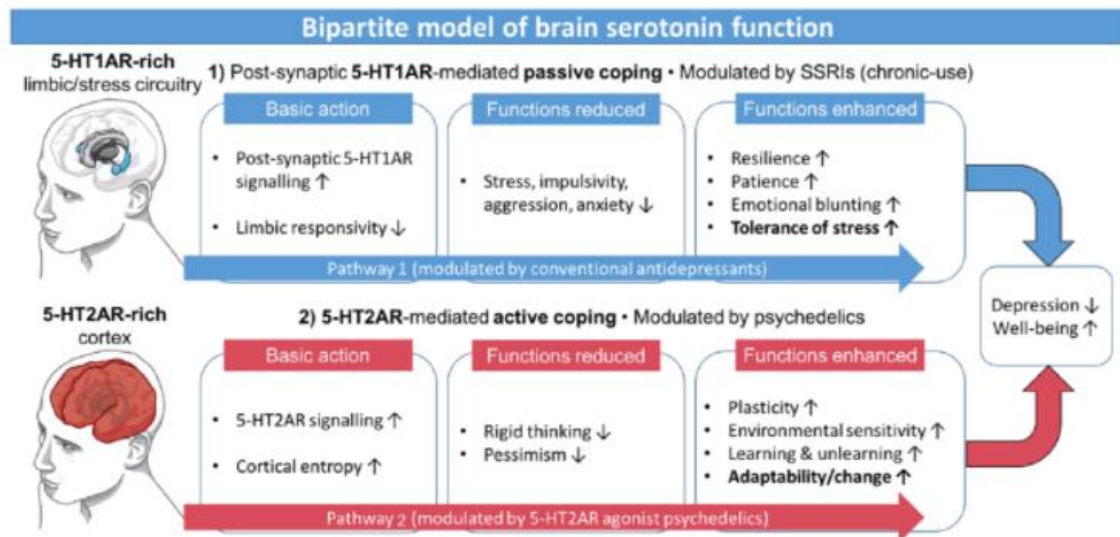 Bipartite model of brain serotonin function
5-HT1AR-rich
limbic/stress circuitry
1) Post-synaptic 5-HT1AR-mediated passive coping • Modulated by SSRIs (chronic-use)
Basic action
• Post-synaptic 5-HT1AR
signalling ↑
• Limbic responsivity ↓
Functions reduced
• Stress, impulsivity,
aggression, anxiety ↓
Functions enhanced
• Resilience ↑
• Patience ↑
• Emotional blunting ↑
• Tolerance of stress ↑
Pathway 1 (modulated by conventional antidepressants)
5-HT2AR-rich
cortex
2) 5-HT2AR-mediated active coping • Modulated by psychedelics
Basic action
• 5-HT2AR signalling ↑
• Cortical entropy ↑
Functions reduced
• Rigid thinking ↓
• Pessimism ↓
Functions enhanced
• Plasticity ↑
• Environmental sensitivity ↑
• Learning & unlearning ↑
• Adaptability/change ↑
Pathway 2 (modulated by 5-HT2AR agonist psychedelics)
Depression ↓
Well-being ↑